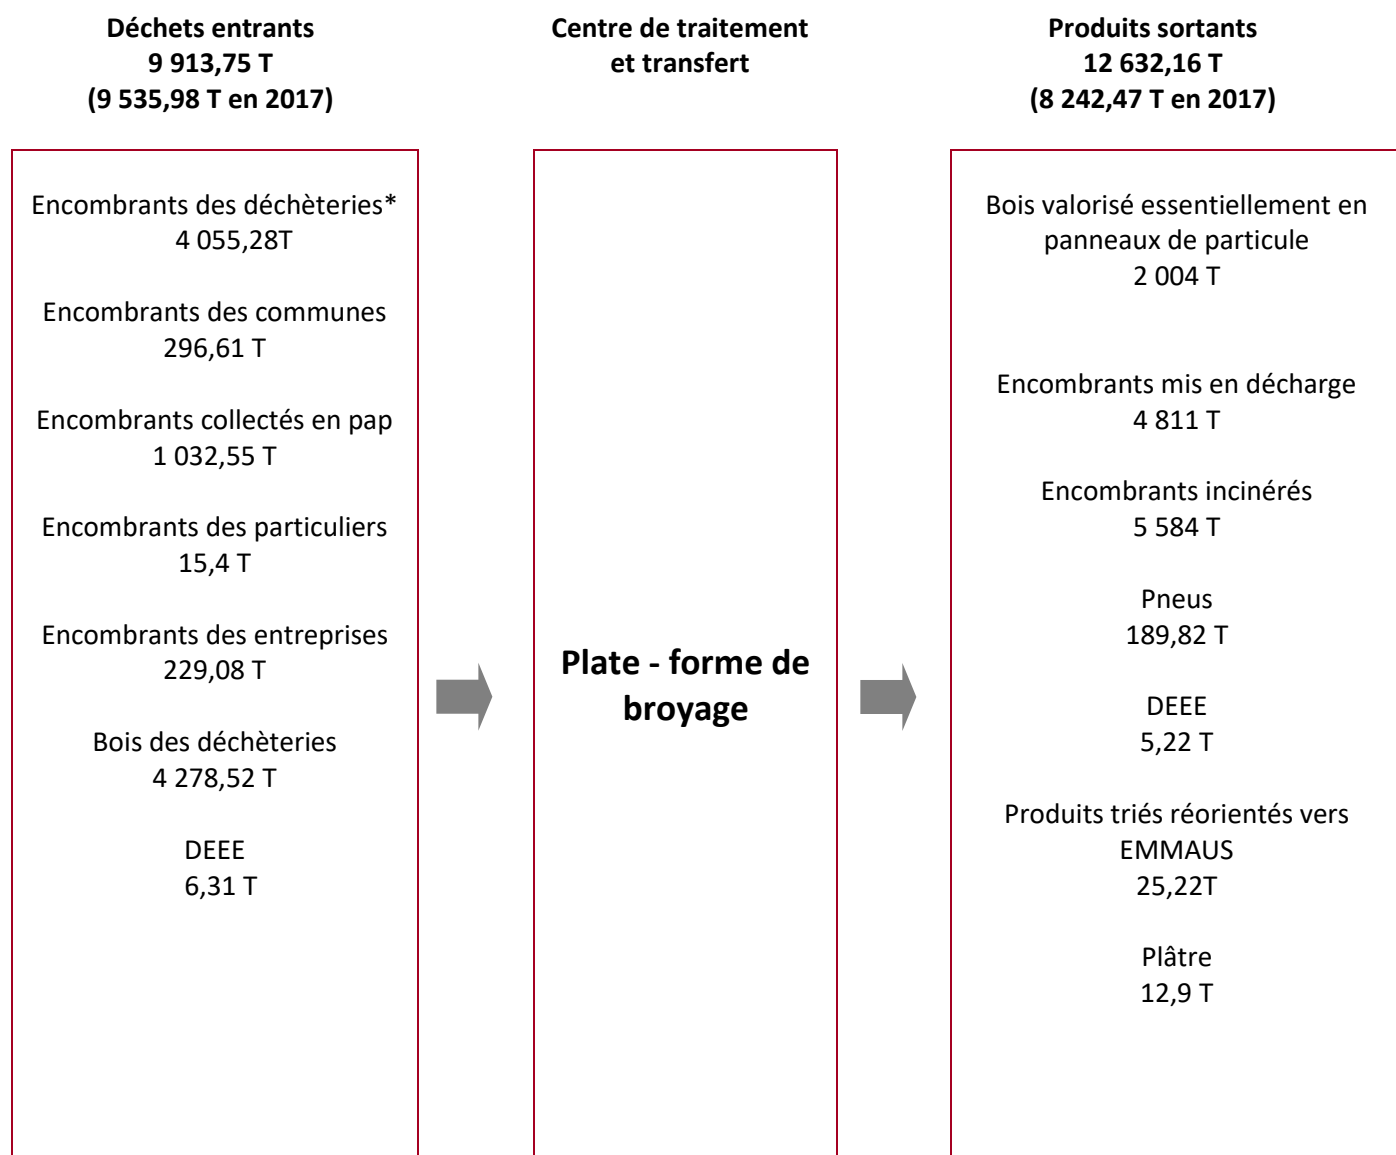 Déchets entrants
9 913,75 T
(9 535,98 T en 2017)
Centre de traitement
et transfert
Produits sortants
12 632,16 T
(8 242,47 T en 2017)
Encombrants des déchèteries*
4 055,28T
Encombrants des communes
296,61 T
Encombrants collectés en pap
1 032,55 T
Encombrants des particuliers
15,4 T
Encombrants des entreprises
229,08 T
Bois des déchèteries
4 278,52 T
DEEE
6,31 T
Plate - forme de
broyage
Bois valorisé essentiellement en
panneaux de particule
2 004 T
Encombrants mis en décharge
4 811 T
Encombrants incinérés
5 584 T
Pneus
189,82 T
DEEE
5,22 T
Produits triés réorientés vers
EMMAUS
25,22T
Plâtre
12,9 T